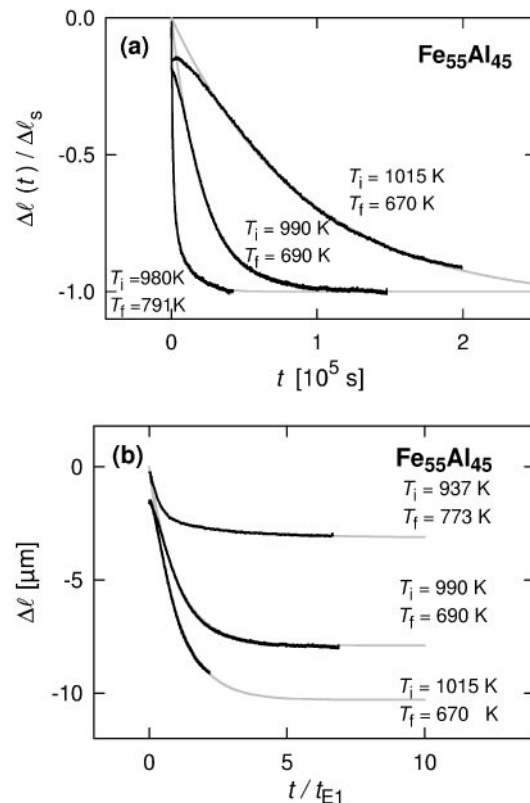 0.0
(a)
Fe55Al45
Δℓ (t) / Δℓs
-0.5
Ti = 1015 K
Tf = 670 K
Ti = 990 K
Tf = 690 K
-1.0
Ti =980K
Tf = 791K
0
1
2
t [10^5 s]
(b)
Fe55Al45
0
Ti = 937 K
Tf = 773 K
Δℓ [μm]
-5
Ti = 990 K
Tf = 690 K
-10
Ti = 1015 K
Tf = 670 K
0
5
10
t / tE1